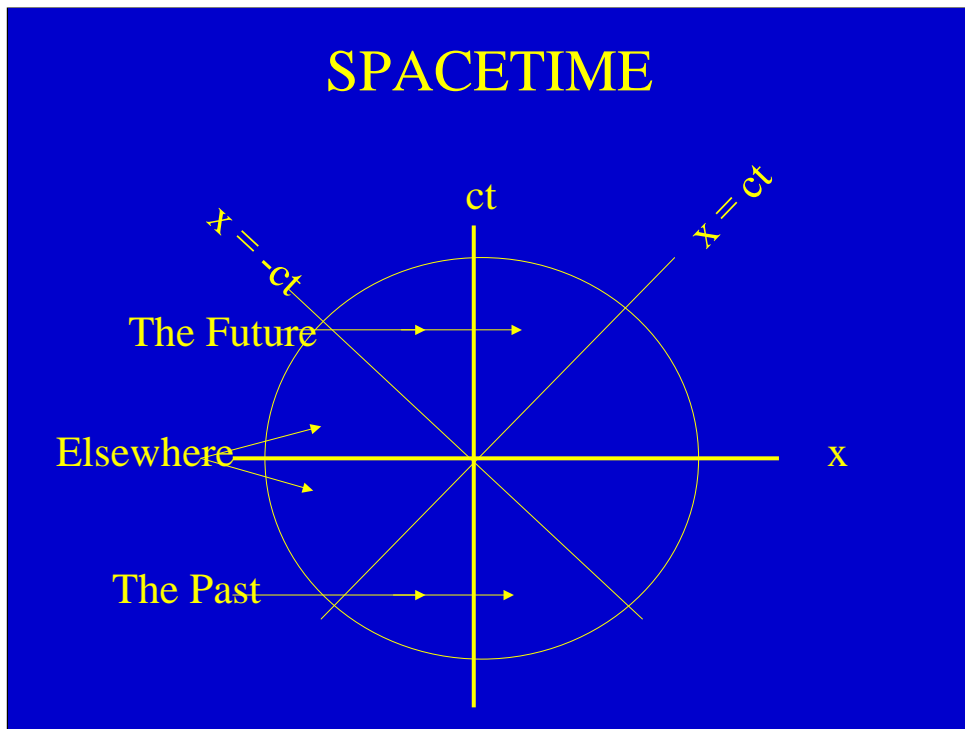 SPACETIME
ct
x = ct
x = -ct
The Future
Elsewhere
x
The Past